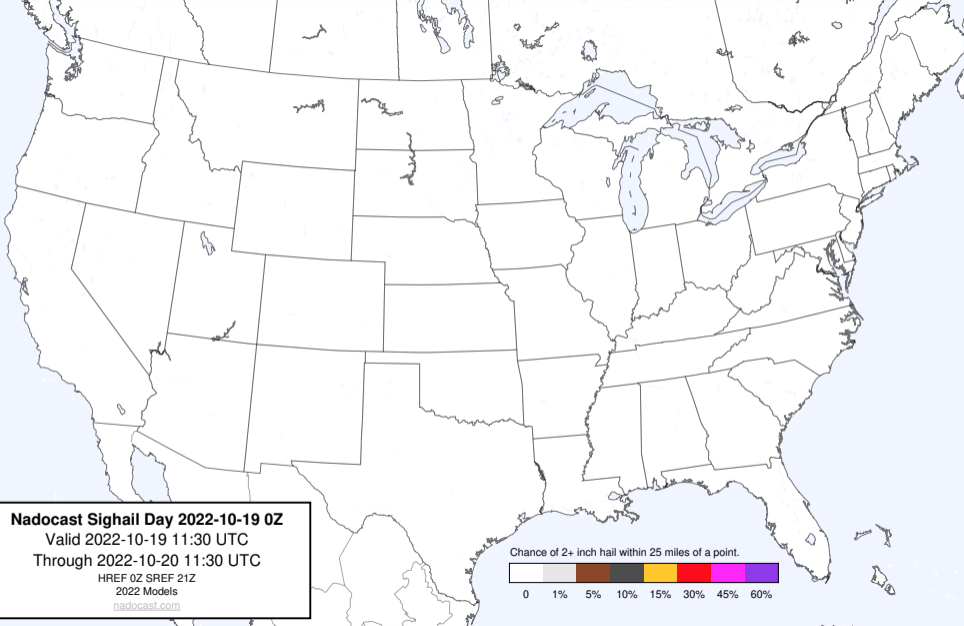 Nadocast Sighail Day 2022-10-19 0Z
Valid 2022-10-19 11:30 UTC
Through 2022-10-20 11:30 UTC
HREF 0Z SREF 21Z
2022 Models
nadocast.com
Chance of 2+ inch hail within 25 miles of a point.
0 1% 5% 10% 15% 30% 45% 60%